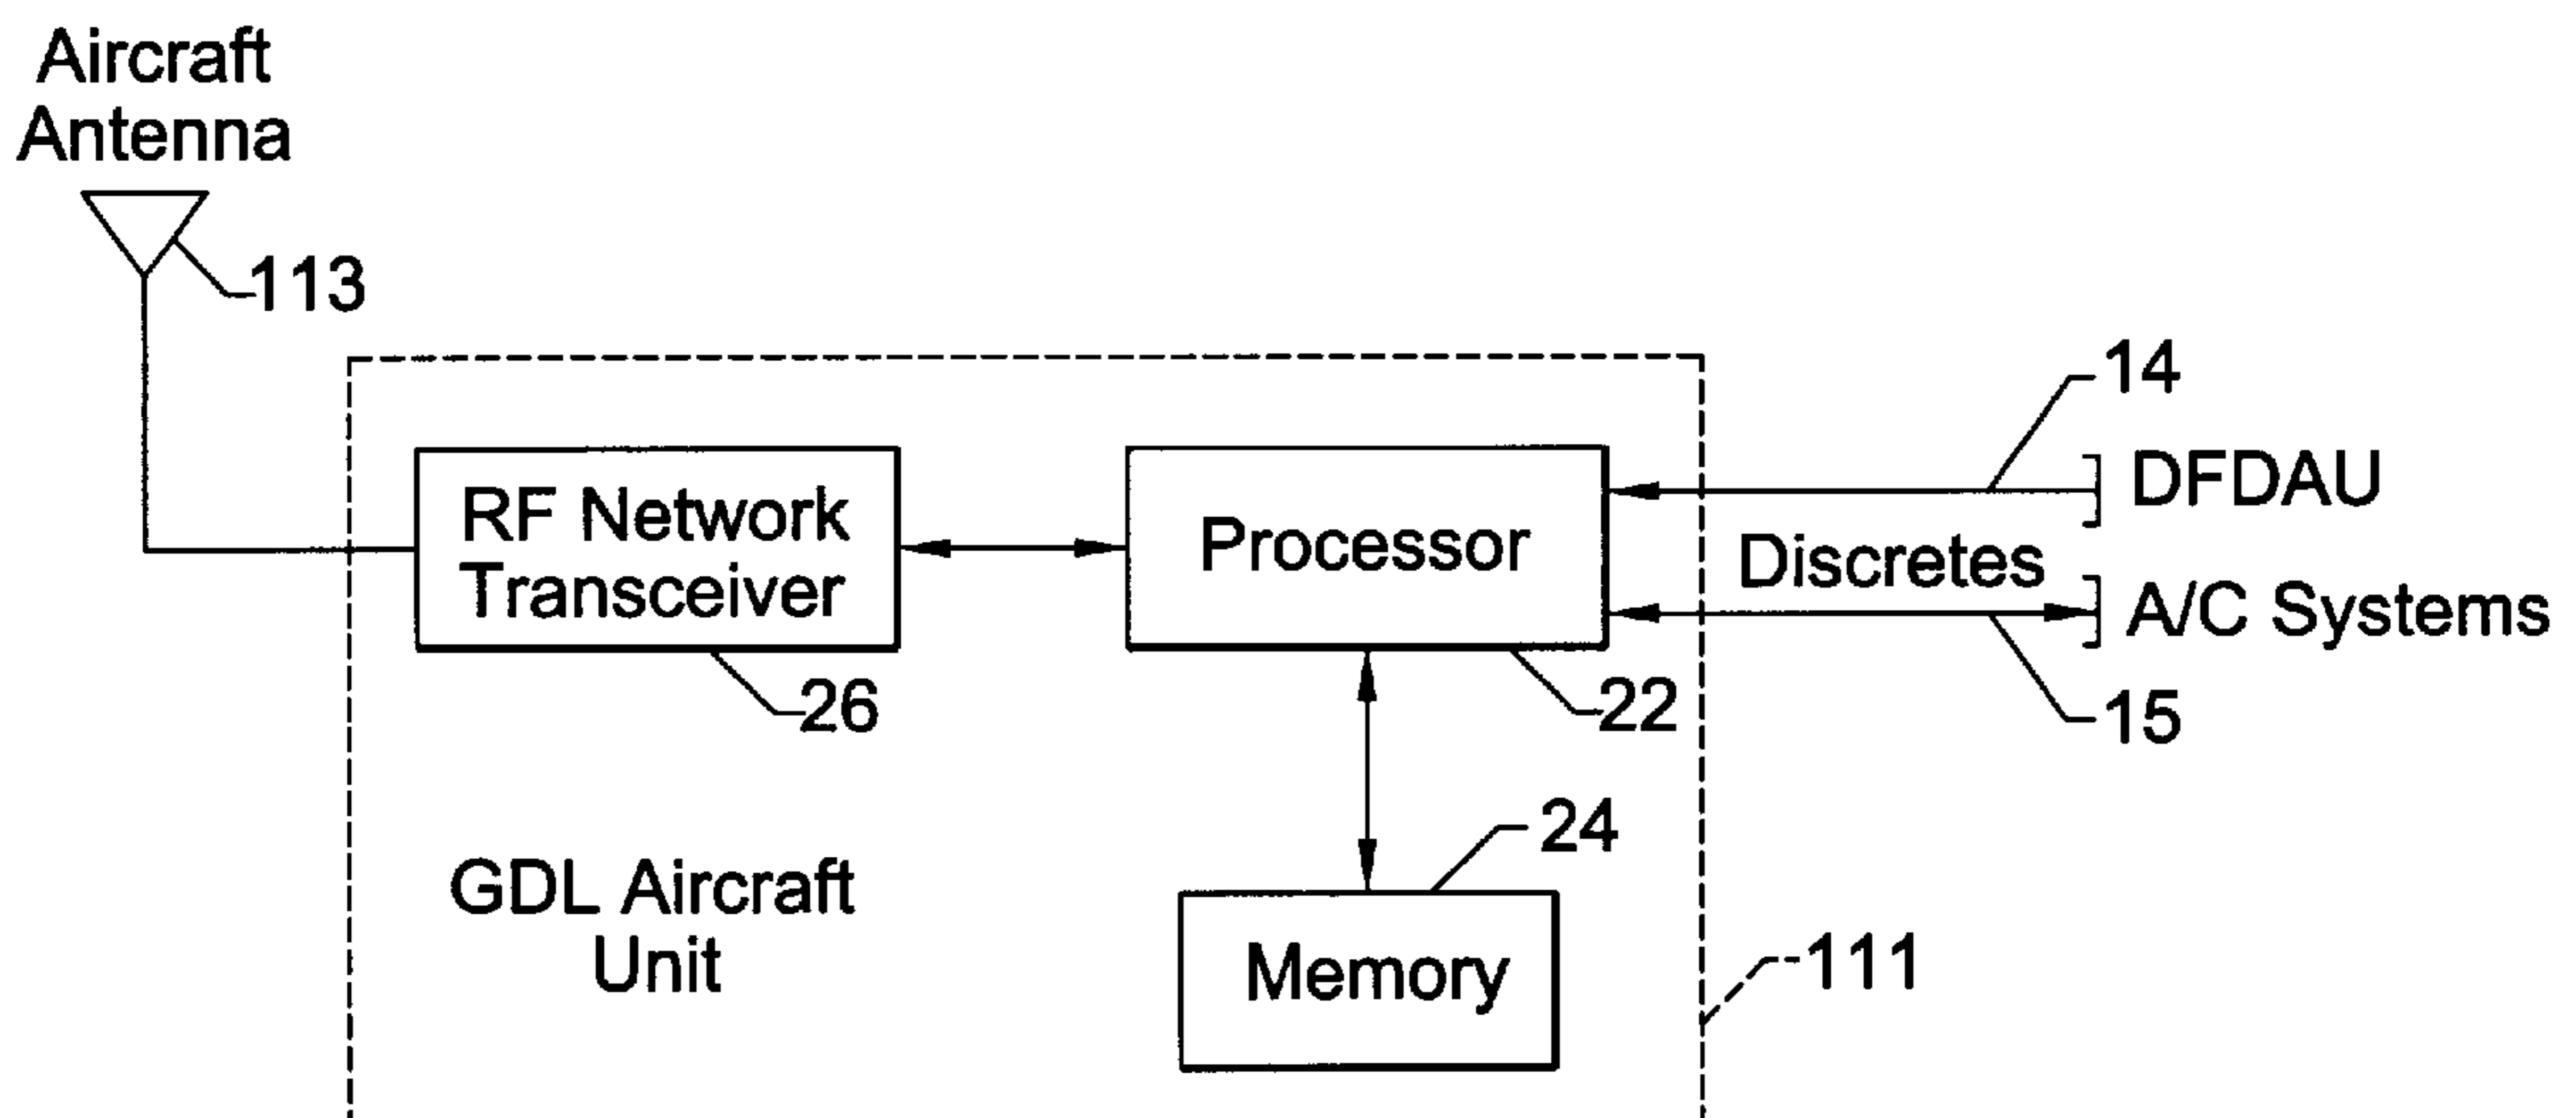 Aircraft
Antenna
113
14
DFDAU
RF Network
Transceiver
Processor
Discretes
A/C Systems
26
22
15
24
GDL Aircraft
Unit
Memory
111